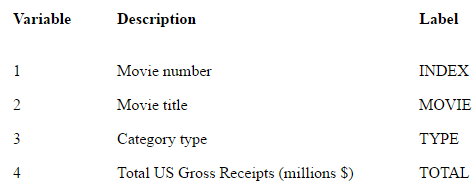 Variable Description Label
1 Movie number INDEX
2 Movie title MOVIE
3 Category type TYPE
4 Total US Gross Receipts (millions $) TOTAL